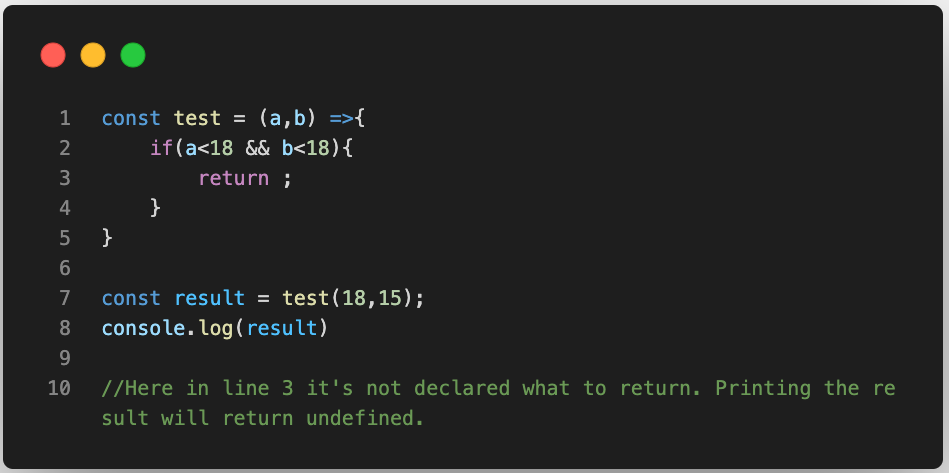 1 const test = (a,b) =>{
2     if(a<18 && b<18){
3         return ;
4     }
5 }
6
7 const result = test(18,15);
8 console.log(result)
9
10 //Here in line 3 it's not declared what to return. Printing the re
sult will return undefined.